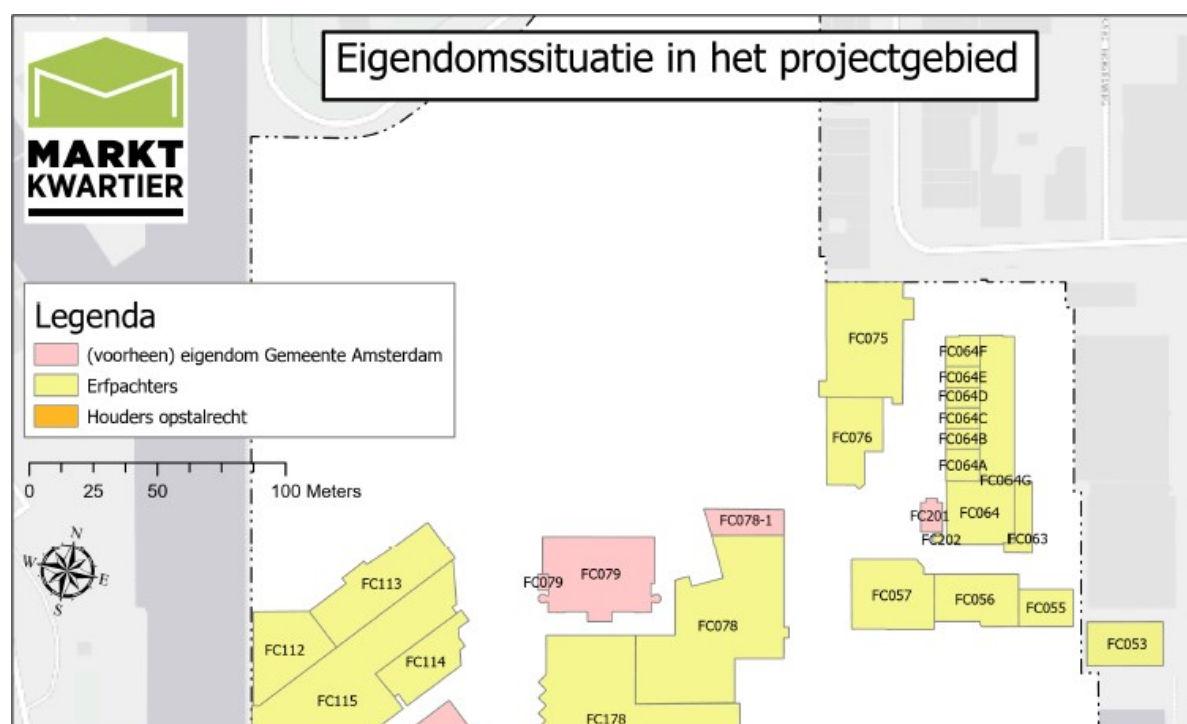 Eigendomssituatie in het projectgebied
MARKT
KWARTIER
Legenda
(voorheen) eigendom Gemeente Amsterdam
Erfpachters
Houders opstalrecht
0 25 50 100 Meters
N
W
E
S
FC075
FC076
FC064F
FC064E
FC064D
FC064C
FC064B
FC064A
FC064G
FC064
FC201
FC202
FC063
FC078-1
FC079
FC079
FC078
FC113
FC112
FC114
FC115
FC178
FC057
FC056
FC055
FC053